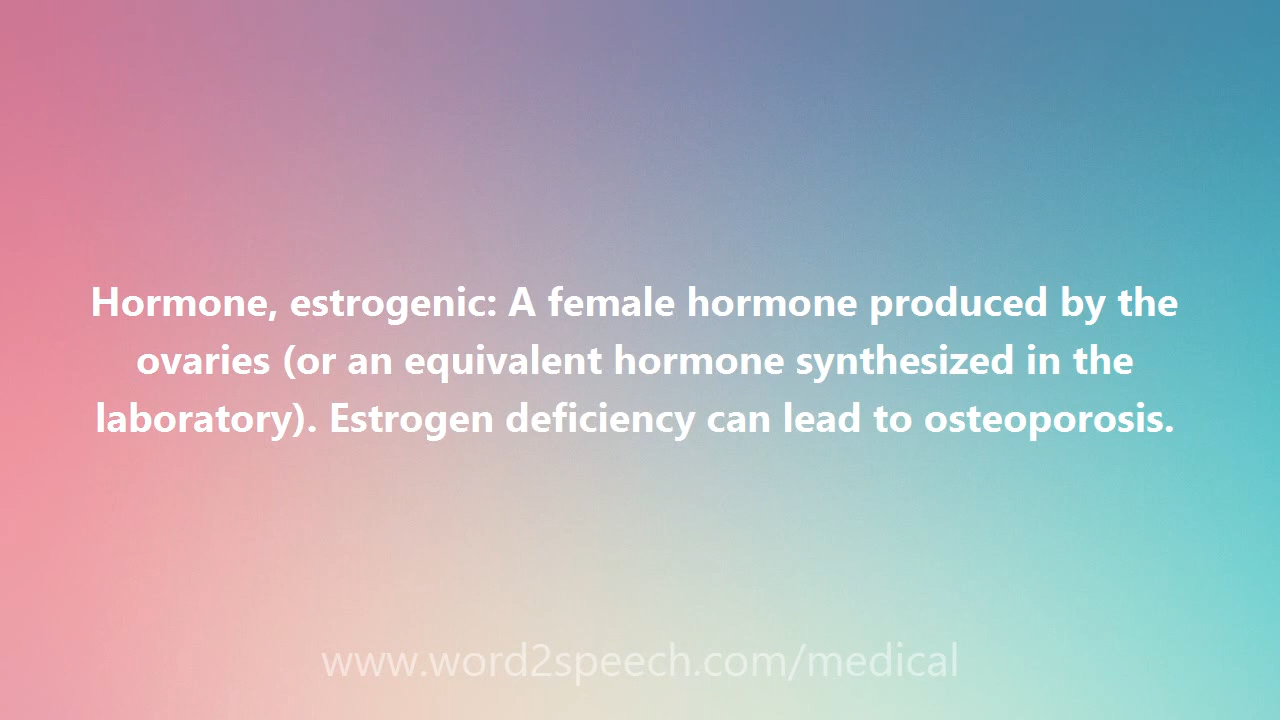 Hormone, estrogenic: A female hormone produced by the
ovaries (or an equivalent hormone synthesized in the
laboratory). Estrogen deficiency can lead to osteoporosis.
www.word2speech.com/medical